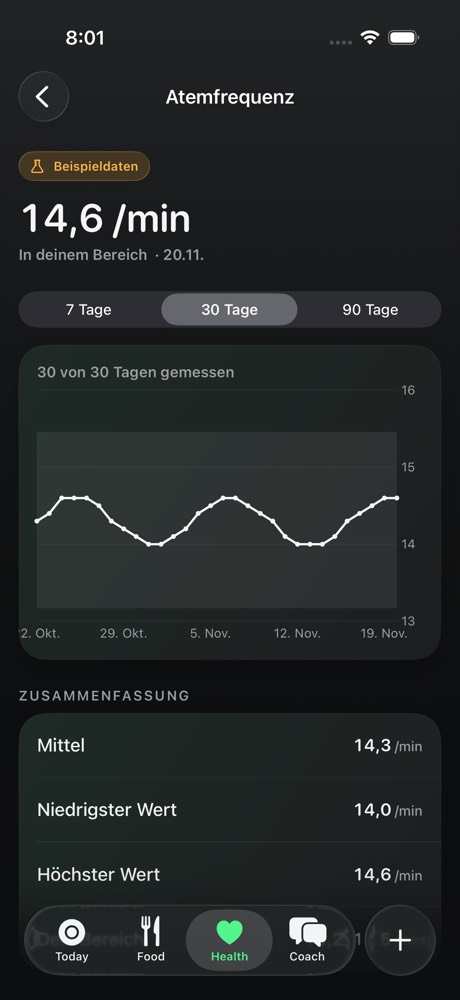 8:01
Atemfrequenz
Beispieldaten
14,6 /min
In deinem Bereich · 20.11.
7 Tage
30 Tage
90 Tage
30 von 30 Tagen gemessen
16
15
14
13
2. Okt.
29. Okt.
5. Nov.
12. Nov.
19. Nov.
ZUSAMMENFASSUNG
Mittel
14,3 /min
Niedrigster Wert
14,0 /min
Höchster Wert
14,6 /min
Today
Food
Health
Coach